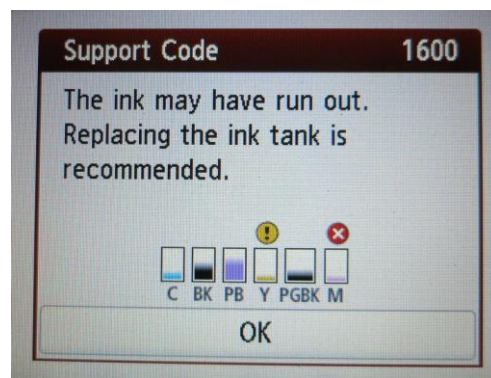 Support Code 1600
The ink may have run out.
Replacing the ink tank is
recommended.
C BK PB Y PGBK M
OK